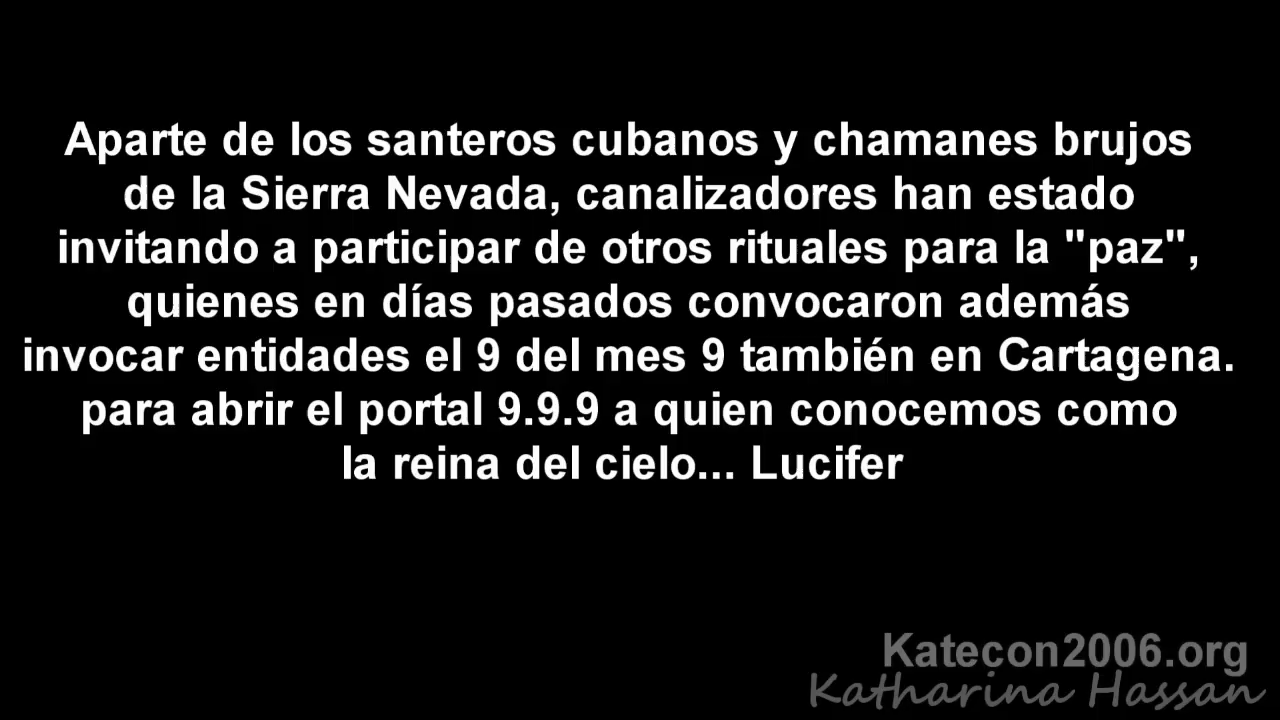 Aparte de los santeros cubanos y chamanes brujos
de la Sierra Nevada, canalizadores han estado
invitando a participar de otros rituales para la "paz",
quienes en días pasados convocaron además
invocar entidades el 9 del mes 9 también en Cartagena.
para abrir el portal 9.9.9 a quien conocemos como
la reina del cielo... Lucifer
Katecon2006.org
Katharina Hassan